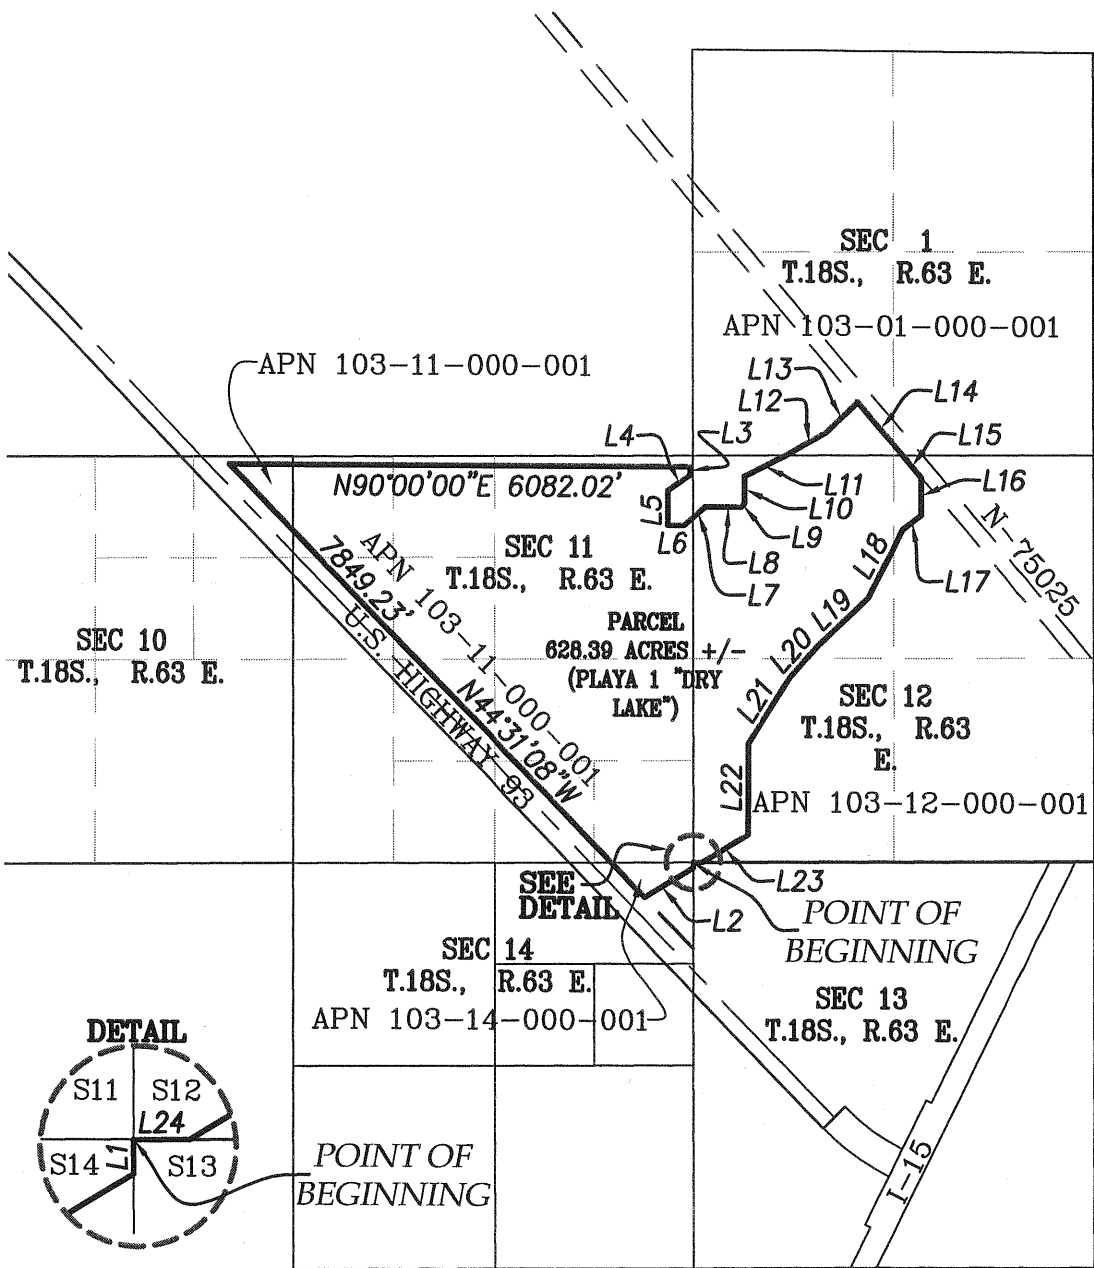 SEC 1
T.18S., R.63 E.
APN 103-01-000-001
APN 103-11-000-001
L13
L12
L14
L4
L3
L15
N90°00'00"E 6082.02'
L11
L16
L5
L10
L6
SEC 11
T.18S., R.63 E.
L9
L8
L7
L18
L17
N-75025
7849.23'
APN 103-11-000-001
U.S. HIGHWAY 93
N44°31'08"W
PARCEL
628.39 ACRES +/-
(PLAYA 1 "DRY
LAKE")
L19
L20
L21
L22
SEC 10
T.18S., R.63 E.
SEC 12
T.18S., R.63
E.
APN 103-12-000-001
SEE
DETAIL
L23
L2
POINT OF
BEGINNING
SEC 14
T.18S., R.63 E.
APN 103-14-000-001
SEC 13
T.18S., R.63 E.
DETAIL
S11 S12
L24
S14 L1 S13
POINT OF
BEGINNING
I-15